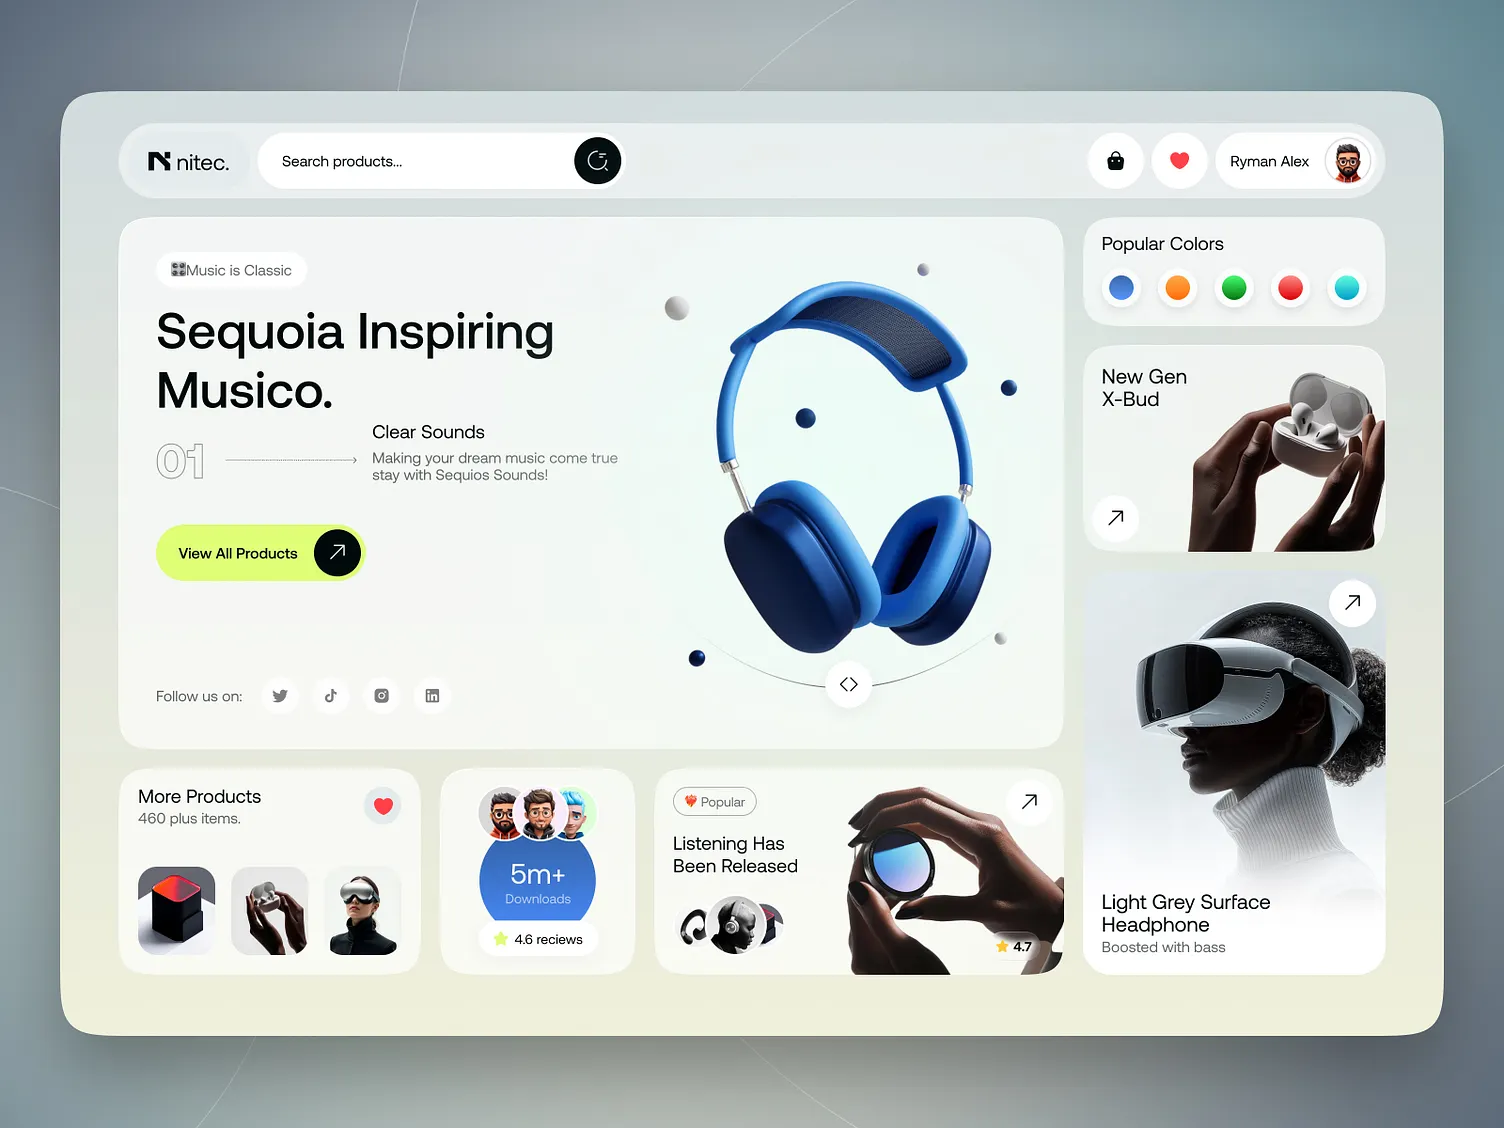 nitec.
Search products...
Ryman Alex
Music is Classic
Sequoia Inspiring
Musico.
01
Clear Sounds
Making your dream music come true
stay with Sequios Sounds!
View All Products
Follow us on:
Popular Colors
New Gen
X-Bud
Light Grey Surface
Headphone
Boosted with bass
More Products
460 plus items.
5m+
Downloads
4.6 reciews
Popular
Listening Has
Been Released
4.7